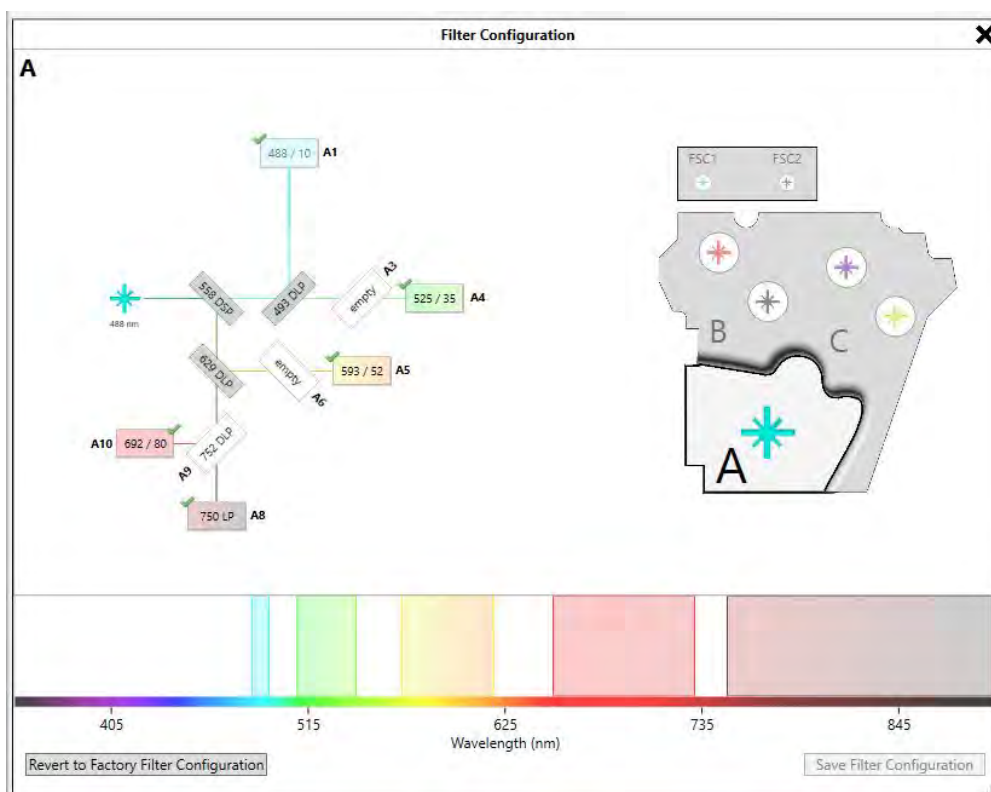 Filter Configuration
A
488 / 10 A1
FSC1 FSC2
558 DSP
493 DLP
empty
A3
525 / 35 A4
488 nm
629 DLP
empty
A6
593 / 52 A5
B
C
A10 692 / 80
752 DLP
A9
A
750 LP A8
405 515 625 735 845
Wavelength (nm)
Revert to Factory Filter Configuration
Save Filter Configuration